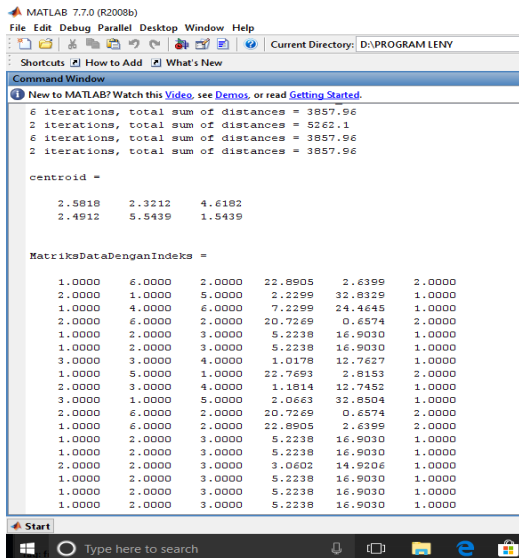 MATLAB 7.7.0 (R2008b)
File Edit Debug Parallel Desktop Window Help
Current Directory: D:\PROGRAM LENY
Shortcuts How to Add What's New
Command Window
New to MATLAB? Watch this Video, see Demos, or read Getting Started.
6 iterations, total sum of distances = 3857.96
2 iterations, total sum of distances = 5262.1
6 iterations, total sum of distances = 3857.96
2 iterations, total sum of distances = 3857.96
centroid =
2.5818 2.3212 4.6182
2.4912 5.5439 1.5439
MatriksDataDenganIndeks =
1.0000 6.0000 2.0000 22.8905 2.6399 2.0000
2.0000 1.0000 5.0000 2.2299 32.8329 1.0000
1.0000 4.0000 6.0000 7.2299 24.4645 1.0000
2.0000 6.0000 2.0000 20.7269 0.6574 2.0000
1.0000 2.0000 3.0000 5.2238 16.9030 1.0000
1.0000 2.0000 3.0000 5.2238 16.9030 1.0000
3.0000 3.0000 4.0000 1.0178 12.7627 1.0000
1.0000 5.0000 1.0000 22.7693 2.8153 2.0000
2.0000 3.0000 4.0000 1.1814 12.7452 1.0000
3.0000 1.0000 5.0000 2.0663 32.8504 1.0000
2.0000 6.0000 2.0000 20.7269 0.6574 2.0000
1.0000 6.0000 2.0000 22.8905 2.6399 2.0000
1.0000 2.0000 3.0000 5.2238 16.9030 1.0000
1.0000 2.0000 3.0000 5.2238 16.9030 1.0000
2.0000 2.0000 3.0000 3.0602 14.9206 1.0000
1.0000 2.0000 3.0000 5.2238 16.9030 1.0000
1.0000 2.0000 3.0000 5.2238 16.9030 1.0000
1.0000 2.0000 3.0000 5.2238 16.9030 1.0000
Start
Type here to search